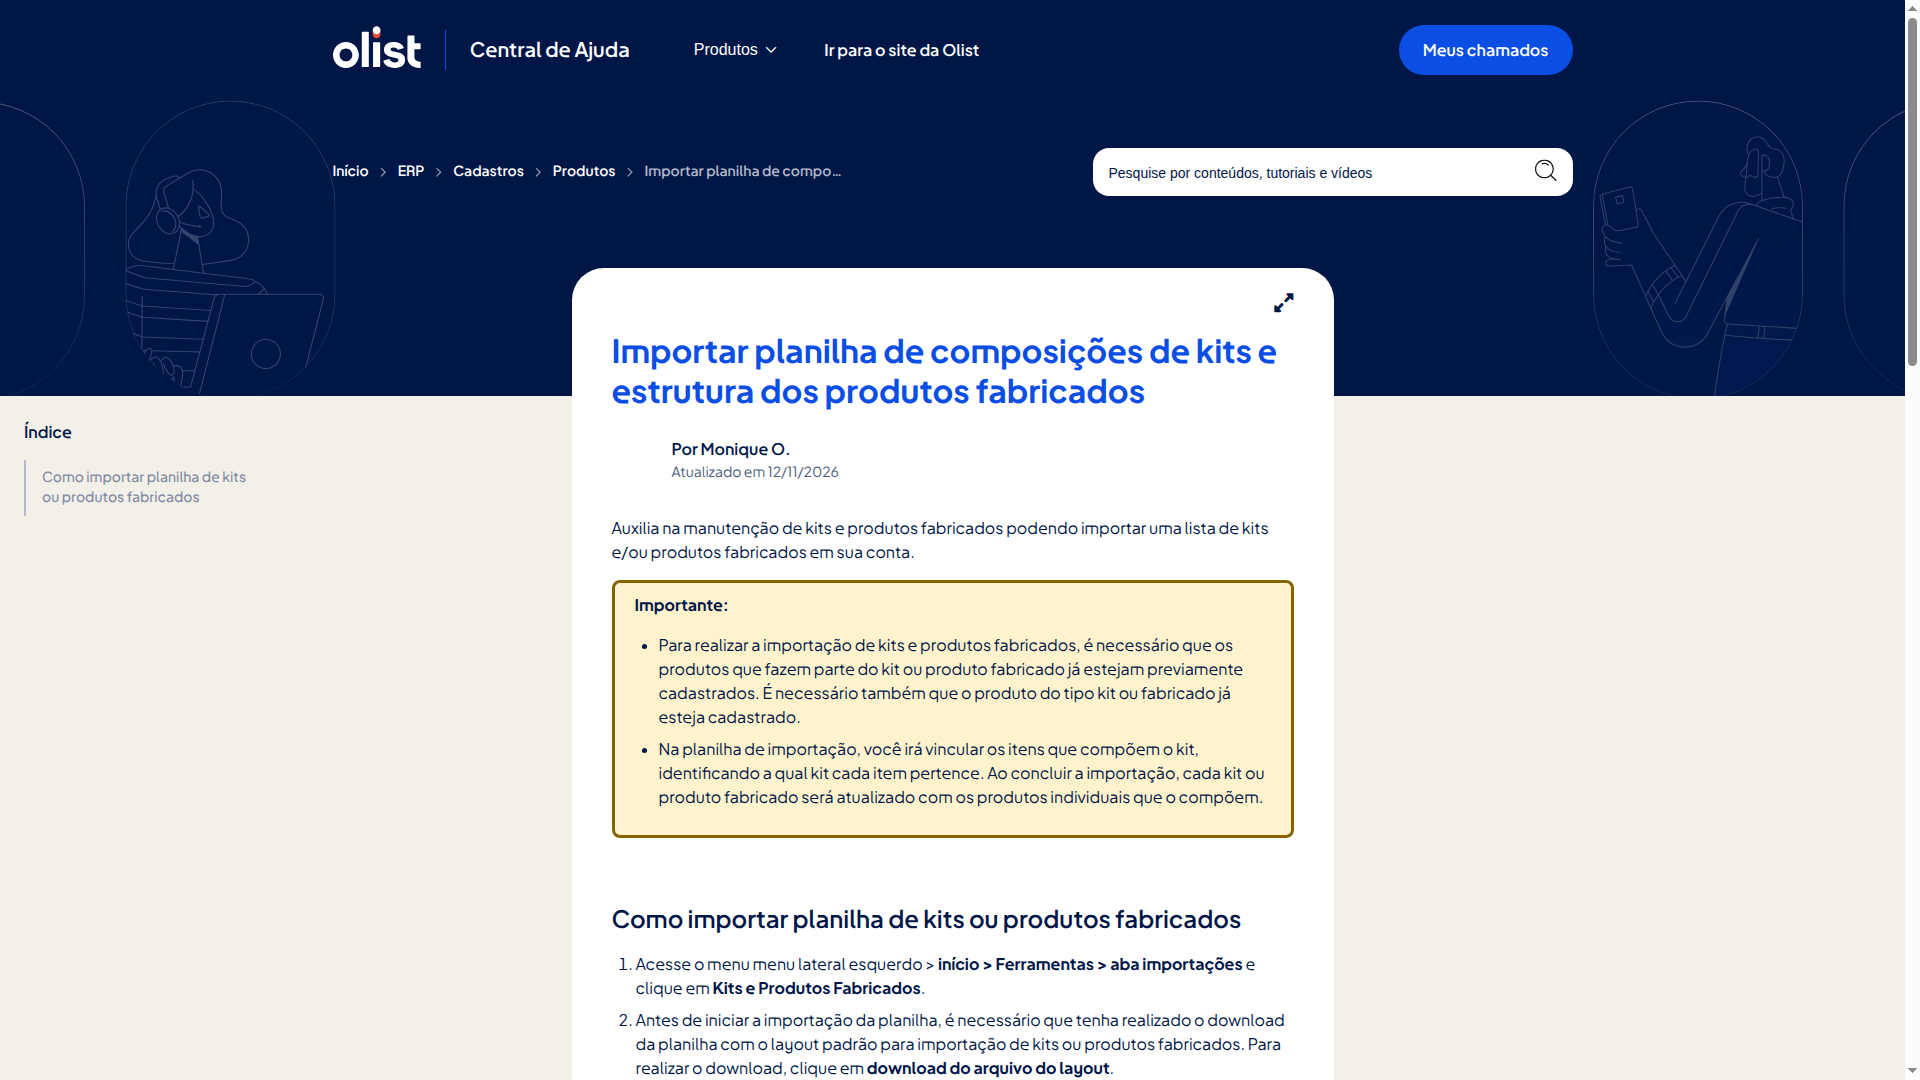 olist
Central de Ajuda
Produtos
Ir para o site da Olist
Meus chamados
Início
ERP
Cadastros
Produtos
Importar planilha de compo...
Pesquise por conteúdos, tutoriais e vídeos
Importar planilha de composições de kits e
estrutura dos produtos fabricados
Índice
Como importar planilha de kits
ou produtos fabricados
Por Monique O.
Atualizado em 12/11/2026
Auxilia na manutenção de kits e produtos fabricados podendo importar uma lista de kits
e/ou produtos fabricados em sua conta.
Importante:
• Para realizar a importação de kits e produtos fabricados, é necessário que os
produtos que fazem parte do kit ou produto fabricado já estejam previamente
cadastrados. É necessário também que o produto do tipo kit ou fabricado já
esteja cadastrado.
• Na planilha de importação, você irá vincular os itens que compõem o kit,
identificando a qual kit cada item pertence. Ao concluir a importação, cada kit ou
produto fabricado será atualizado com os produtos individuais que o compõem.
Como importar planilha de kits ou produtos fabricados
1. Acesse o menu menu lateral esquerdo > início > Ferramentas > aba importações e
clique em Kits e Produtos Fabricados.
2. Antes de iniciar a importação da planilha, é necessário que tenha realizado o download
da planilha com o layout padrão para importação de kits ou produtos fabricados. Para
realizar o download, clique em download do arquivo do layout.